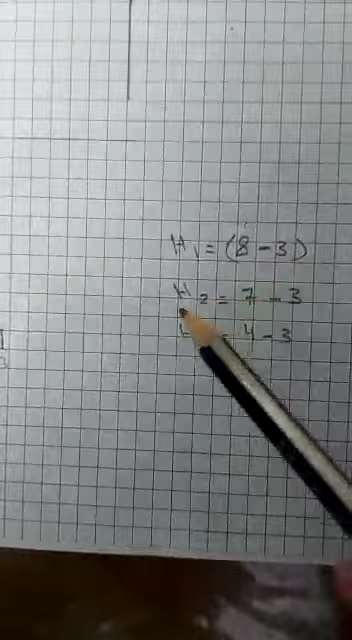 H₁ = (8 - 3)
H₂ = 7 - 3
= 4 - 3